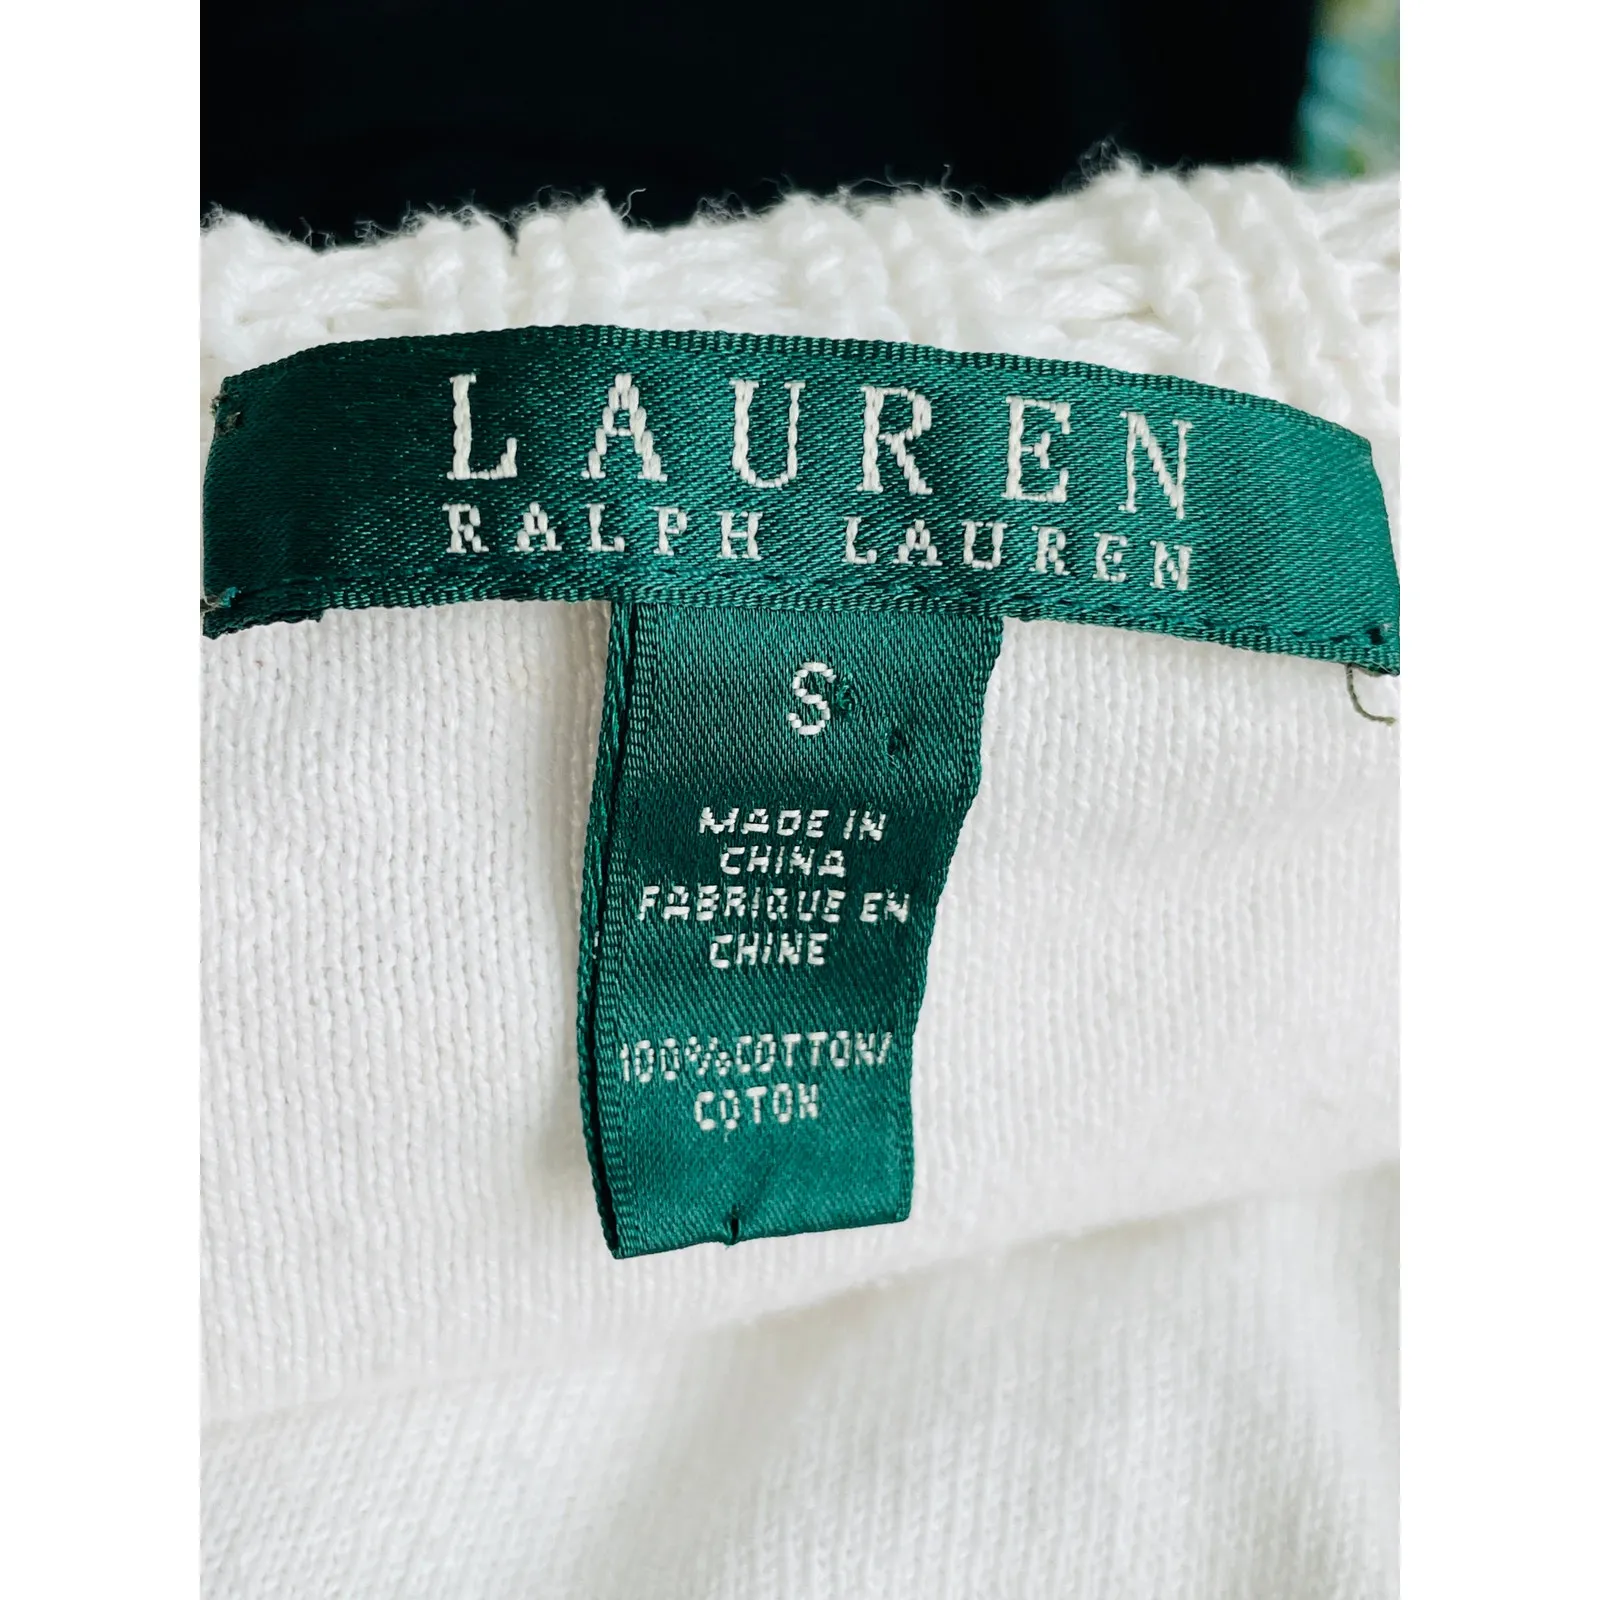 LAUREN
RALPH LAUREN
S
MADE IN
CHINA
FABRIQUE EN
CHINE
100% COTTON/
COTON